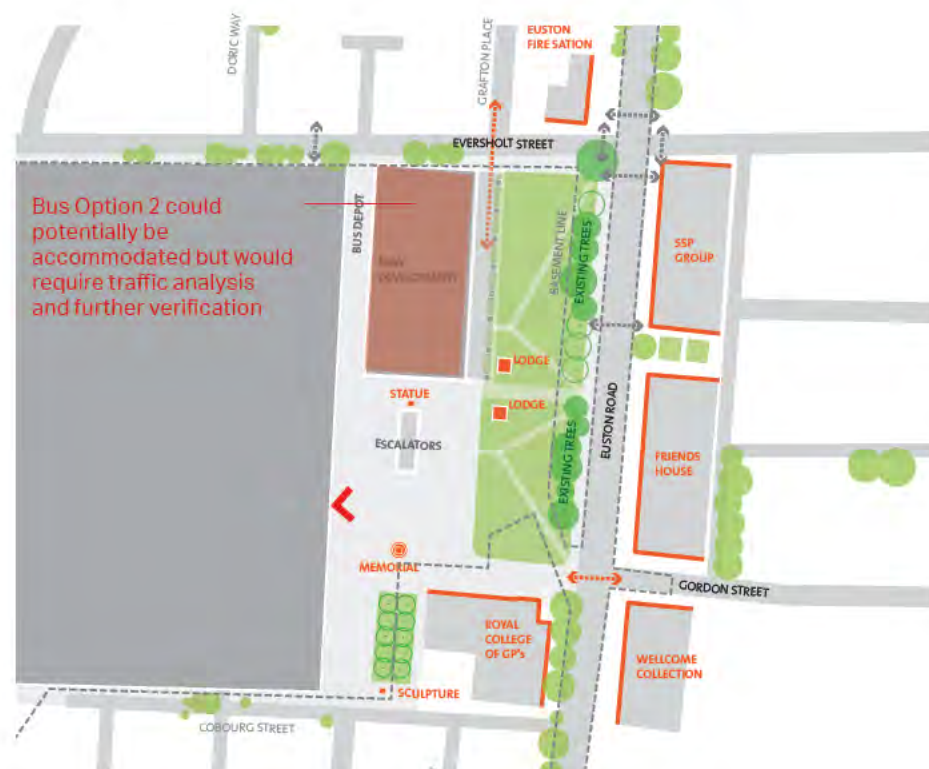 EUSTON
FIRE SATION
DORIC WAY
GRAFTON PLACE
EVERSHOLT STREET
Bus Option 2 could
potentially be
accommodated but would
require traffic analysis
and further verification
BUS DEPOT
NEW
DEVELOPMENT
BASEMENT LINE
EXISTING TREES
SSP
GROUP
LODGE
STATUE
LODGE
ESCALATORS
EUSTON ROAD
EXISTING TREES
FRIENDS
HOUSE
MEMORIAL
GORDON STREET
ROYAL
COLLEGE
OF GP's
WELLCOME
COLLECTION
SCULPTURE
COBOURG STREET